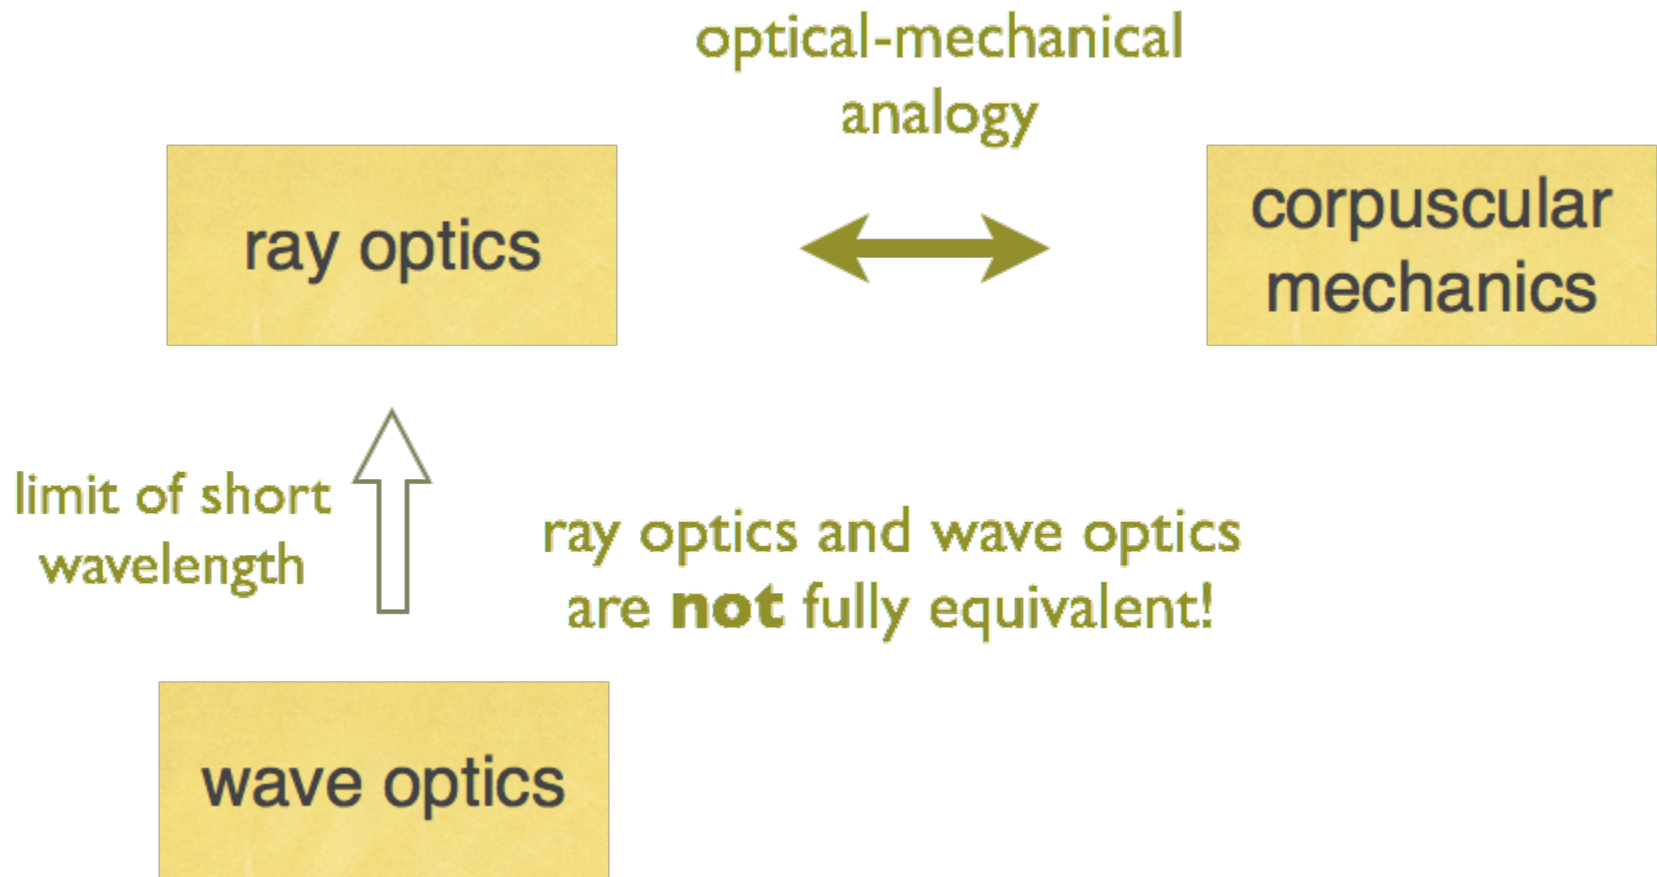 optical-mechanical
analogy
ray optics
corpuscular
mechanics
limit of short
wavelength
ray optics and wave optics
are not fully equivalent!
wave optics